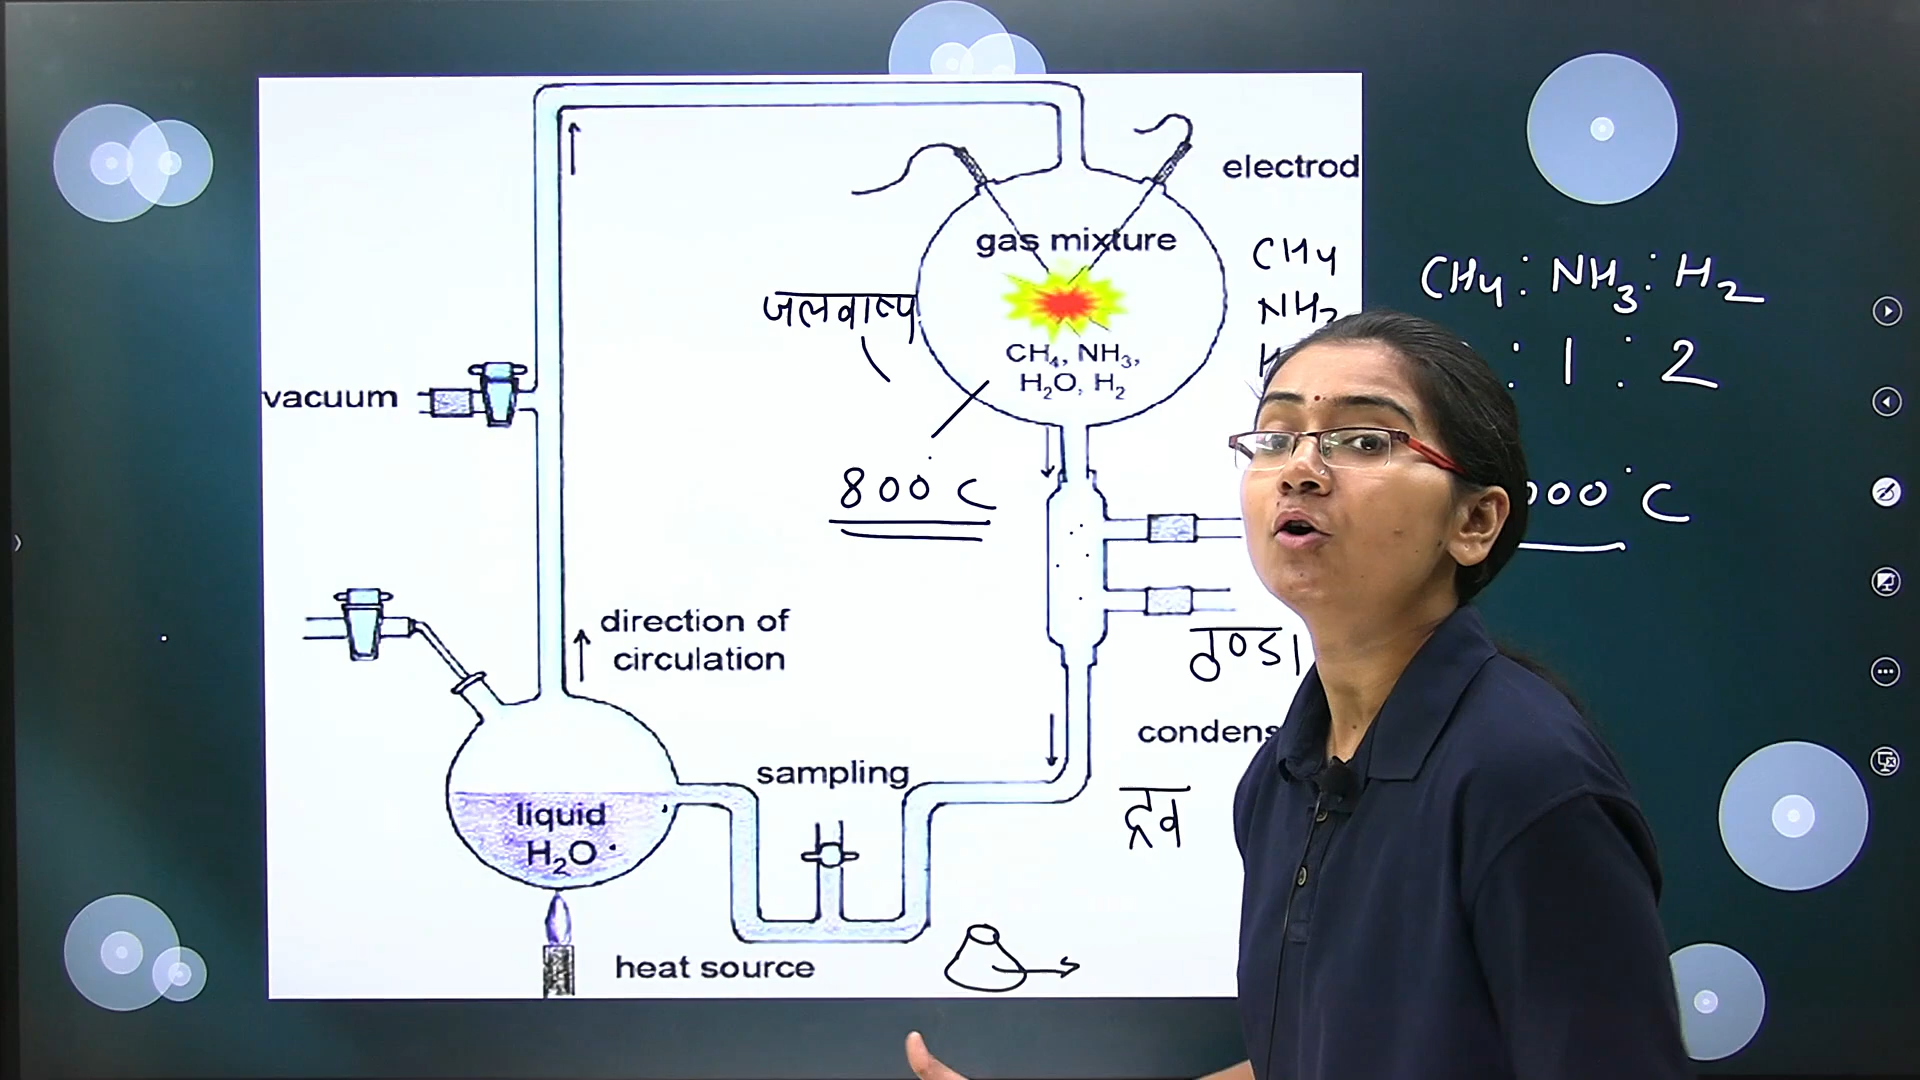 electrod
gas mixture
CH4
CH4 : NH3 : H2
जलवाष्प
NH3
CH₄, NH₃,
H₂O, H₂
: 1 : 2
vacuum
800 C
000 °C
direction of
circulation
ठण्डा
condens
sampling
द्रव
liquid
H₂O
heat source